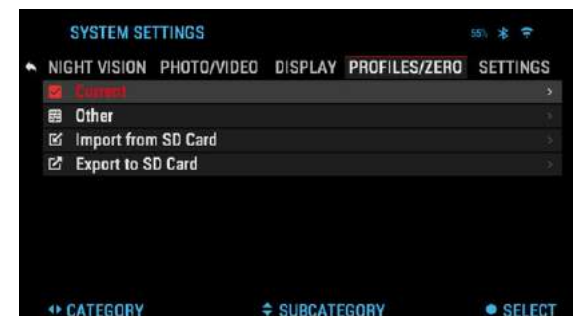 SYSTEM SETTINGS 55%
NIGHT VISION PHOTO/VIDEO DISPLAY PROFILES/ZERO SETTINGS
Current
Other
Import from SD Card
Export to SD Card
CATEGORY SUBCATEGORY SELECT